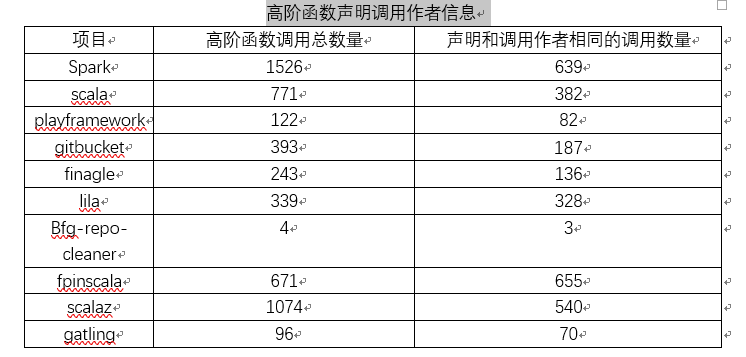 高阶函数声明调用作者信息
项目 高阶函数调用总数量 声明和调用作者相同的调用数量
Spark 1526 639
scala 771 382
playframework 122 82
gitbucket 393 187
finagle 243 136
lila 339 328
Bfg-repo- 4 3
cleaner
fpinscala 671 655
scalaz 1074 540
gatling 96 70